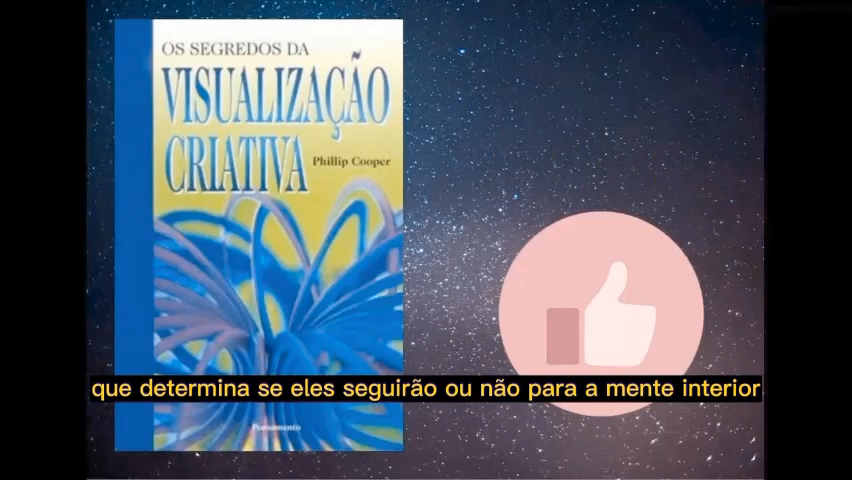 OS SEGREDOS DA
VISUALIZAÇÃO
CRIATIVA
Phillip Cooper
que determina se eles seguirão ou não para a mente interior
Pensamento